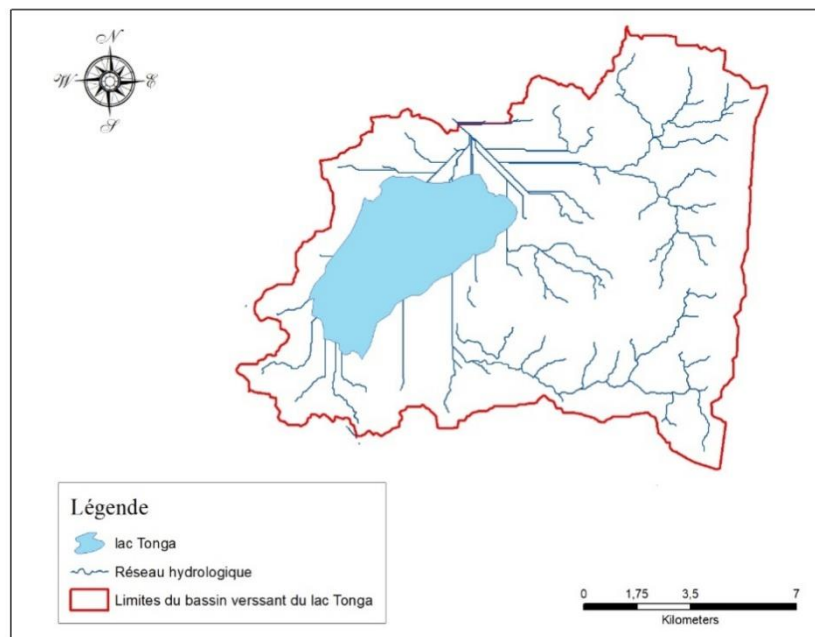 N
W E
S
Légende
lac Tonga
Réseau hydrologique
Limites du bassin verssant du lac Tonga
0 1,75 3,5 7
Kilometers